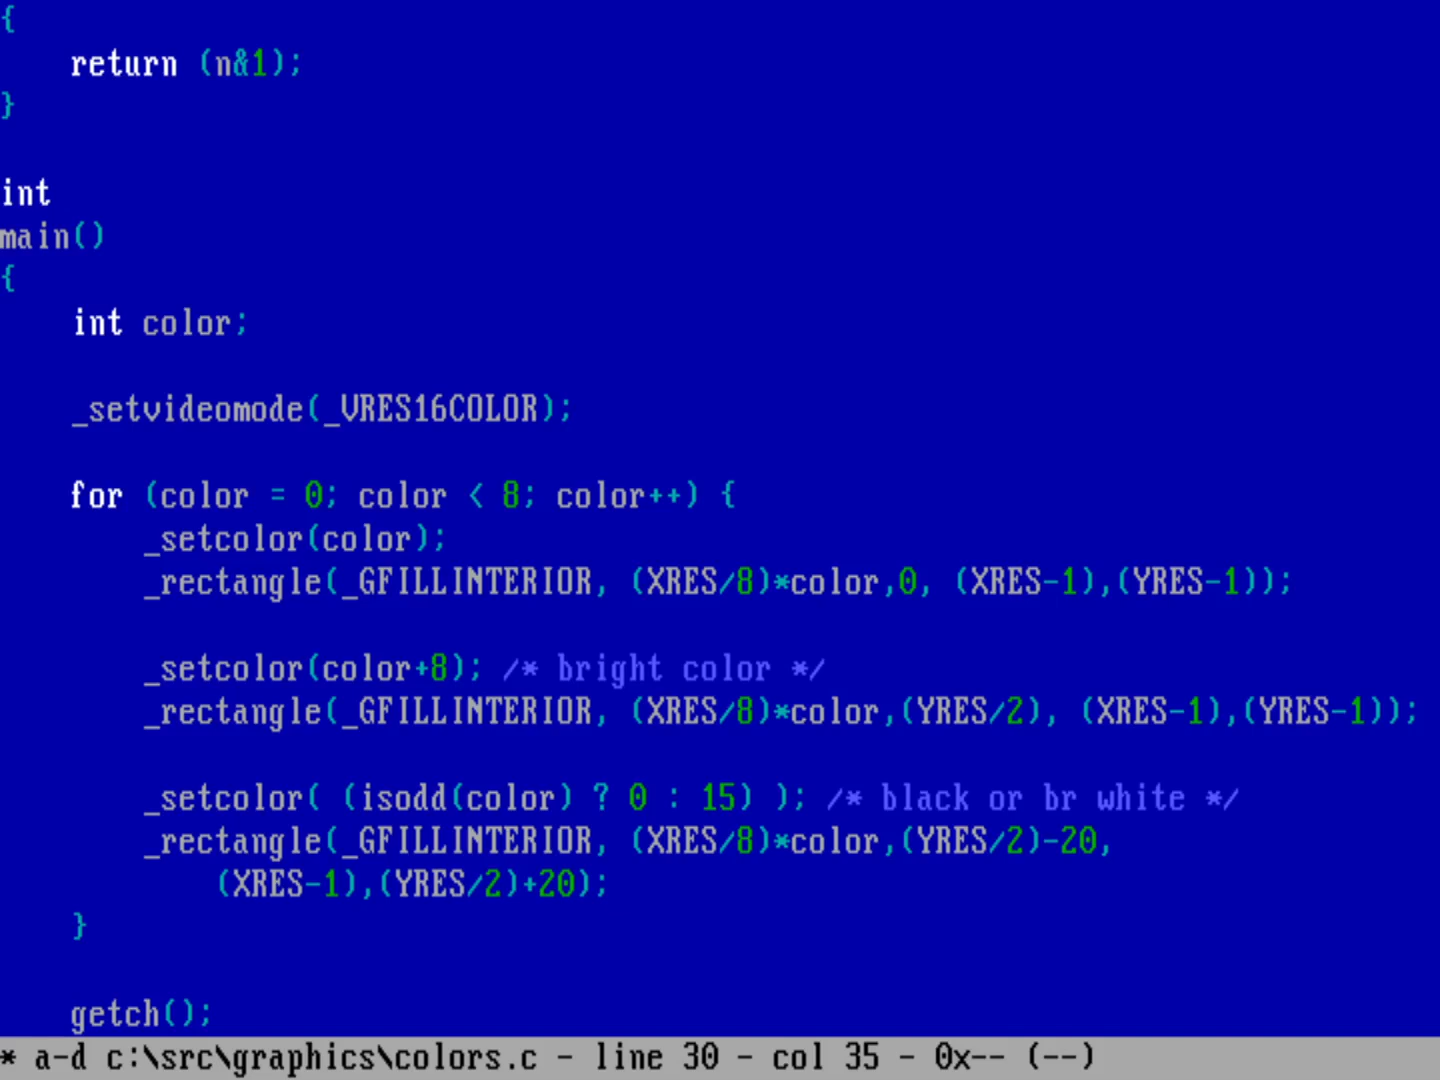 {
    return (n&1);
}

int
main()
{
    int color;

    _setvideomode(_VRES16COLOR);

    for (color = 0; color < 8; color++) {
        _setcolor(color);
        _rectangle(_GFILLINTERIOR, (XRES/8)*color,0, (XRES-1),(YRES-1));

        _setcolor(color+8); /* bright color */
        _rectangle(_GFILLINTERIOR, (XRES/8)*color,(YRES/2), (XRES-1),(YRES-1));

        _setcolor( (isodd(color) ? 0 : 15) ); /* black or br white */
        _rectangle(_GFILLINTERIOR, (XRES/8)*color,(YRES/2)-20,
            (XRES-1),(YRES/2)+20);
    }

    getch();
* a-d c:\src\graphics\colors.c - line 30 - col 35 - 0x-- (--)